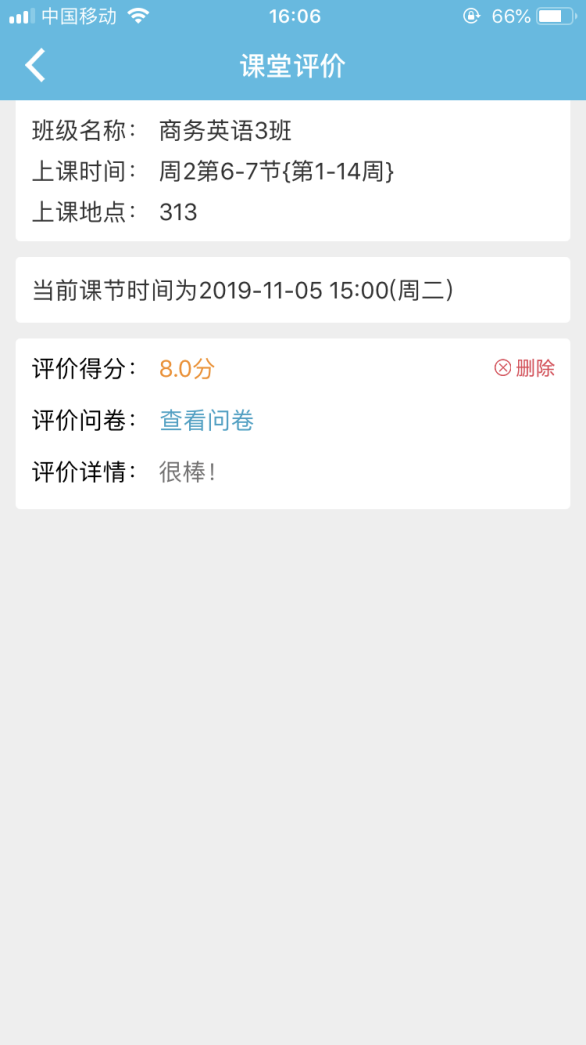 中国移动 16:06 66%
课堂评价
班级名称： 商务英语3班
上课时间： 周2第6-7节{第1-14周}
上课地点： 313
当前课节时间为2019-11-05 15:00(周二)
评价得分： 8.0分 删除
评价问卷： 查看问卷
评价详情： 很棒！